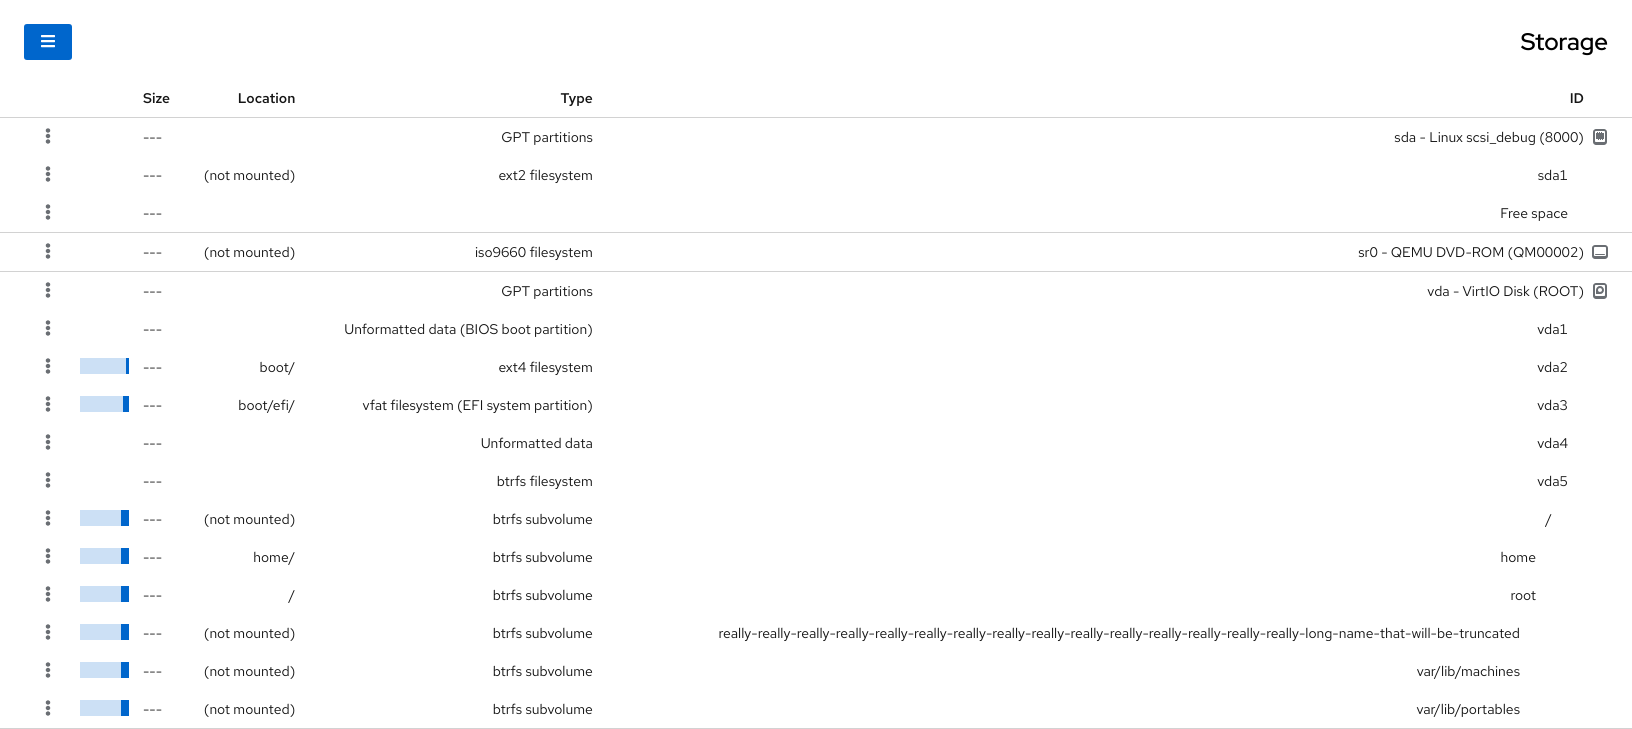 Storage
ID Type Location Size
sda - Linux scsi_debug (8000) GPT partitions ---
sda1 ext2 filesystem (not mounted) ---
Free space ---
sr0 - QEMU DVD-ROM (QM00002) iso9660 filesystem (not mounted) ---
vda - VirtIO Disk (ROOT) GPT partitions ---
vda1 Unformatted data (BIOS boot partition) ---
vda2 ext4 filesystem boot/ ---
vda3 vfat filesystem (EFI system partition) boot/efi/ ---
vda4 Unformatted data ---
vda5 btrfs filesystem ---
/ btrfs subvolume (not mounted) ---
home btrfs subvolume home/ ---
root btrfs subvolume / ---
really-really-really-really-really-really-really-really-really-really-really-really-really-really-really-long-name-that-will-be-truncated btrfs subvolume (not mounted) ---
var/lib/machines btrfs subvolume (not mounted) ---
var/lib/portables btrfs subvolume (not mounted) ---